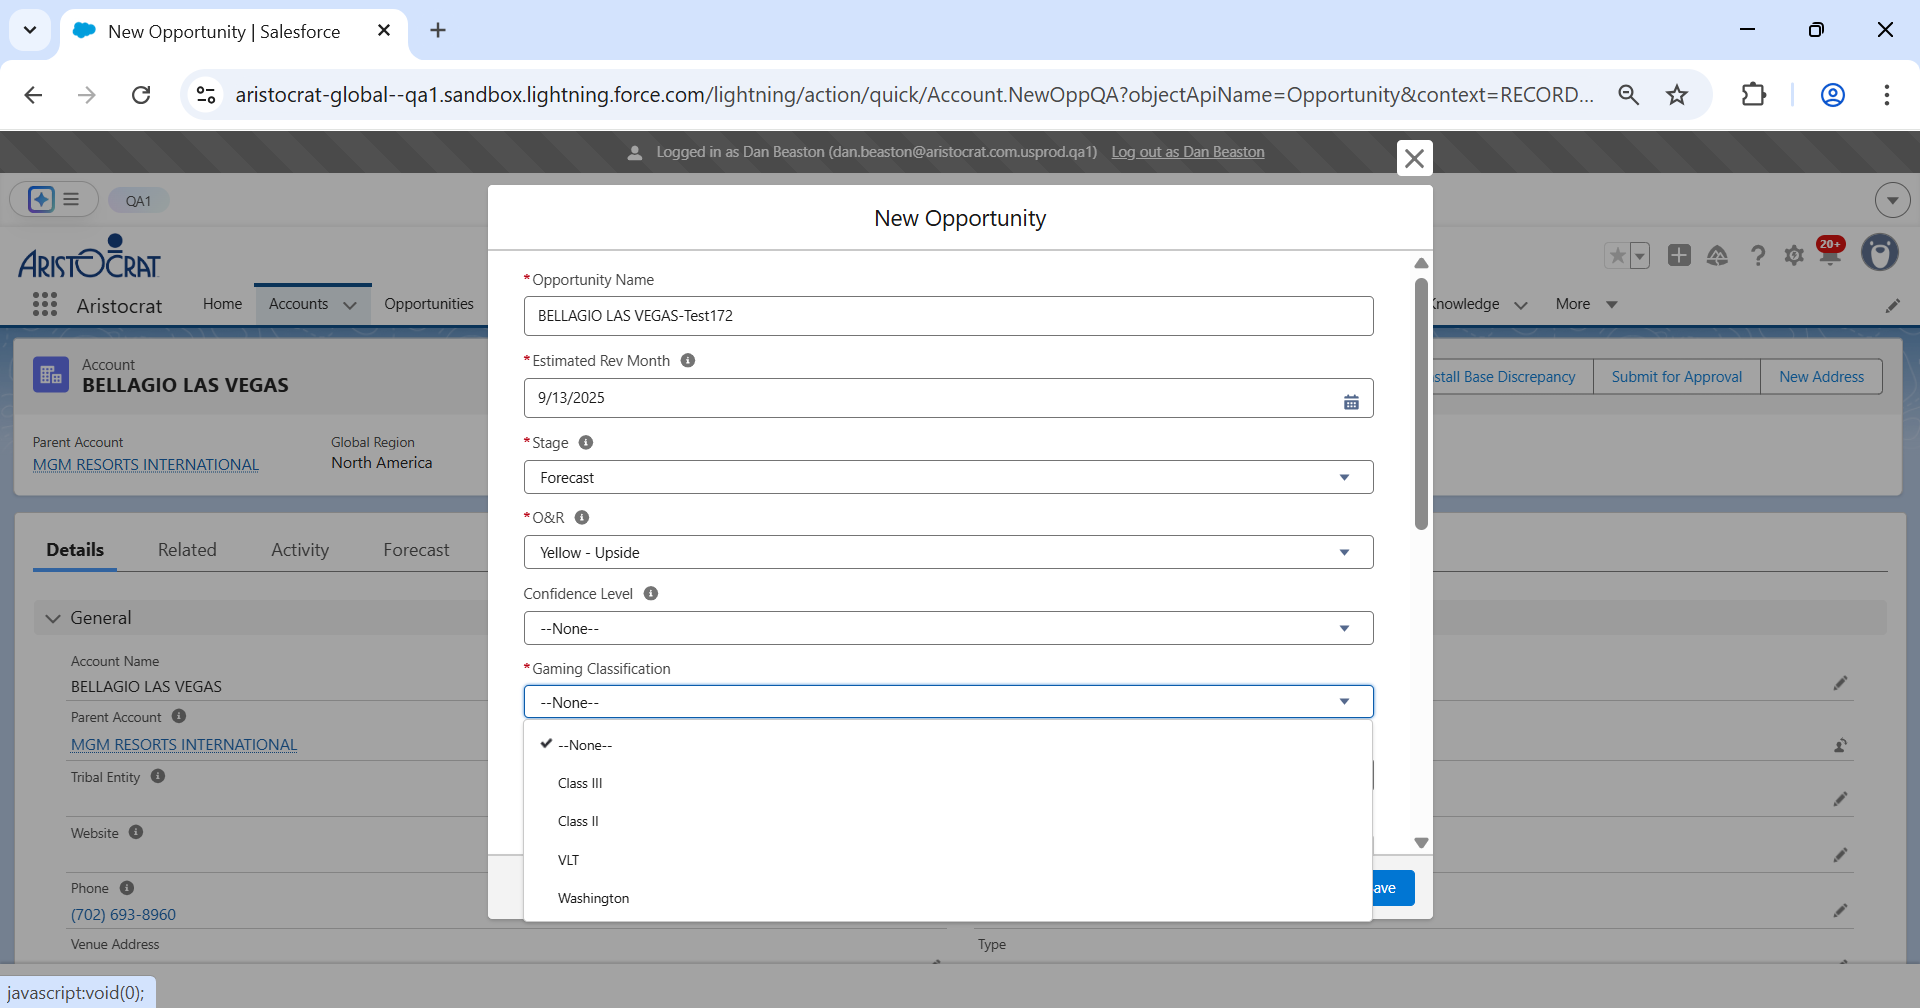 New Opportunity | Salesforce
aristocrat-global--qa1.sandbox.lightning.force.com/lightning/action/quick/Account.NewOppQA?objectApiName=Opportunity&context=RECORD...
Logged in as Dan Beaston (dan.beaston@aristocrat.com.usprod.qa1) Log out as Dan Beaston
QA1
New Opportunity
ARISTOCRAT
20+
Aristocrat
Home
Accounts
Opportunities
Knowledge
More
*Opportunity Name
BELLAGIO LAS VEGAS-Test172
*Estimated Rev Month
9/13/2025
*Stage
Forecast
*O&R
Yellow - Upside
Confidence Level
--None--
*Gaming Classification
--None--
--None--
Class III
Class II
VLT
Washington
ave
Account
BELLAGIO LAS VEGAS
stall Base Discrepancy
Submit for Approval
New Address
Parent Account
MGM RESORTS INTERNATIONAL
Global Region
North America
Details
Related
Activity
Forecast
General
Account Name
BELLAGIO LAS VEGAS
Parent Account
MGM RESORTS INTERNATIONAL
Tribal Entity
Website
Phone
(702) 693-8960
Venue Address
Type
javascript:void(0);